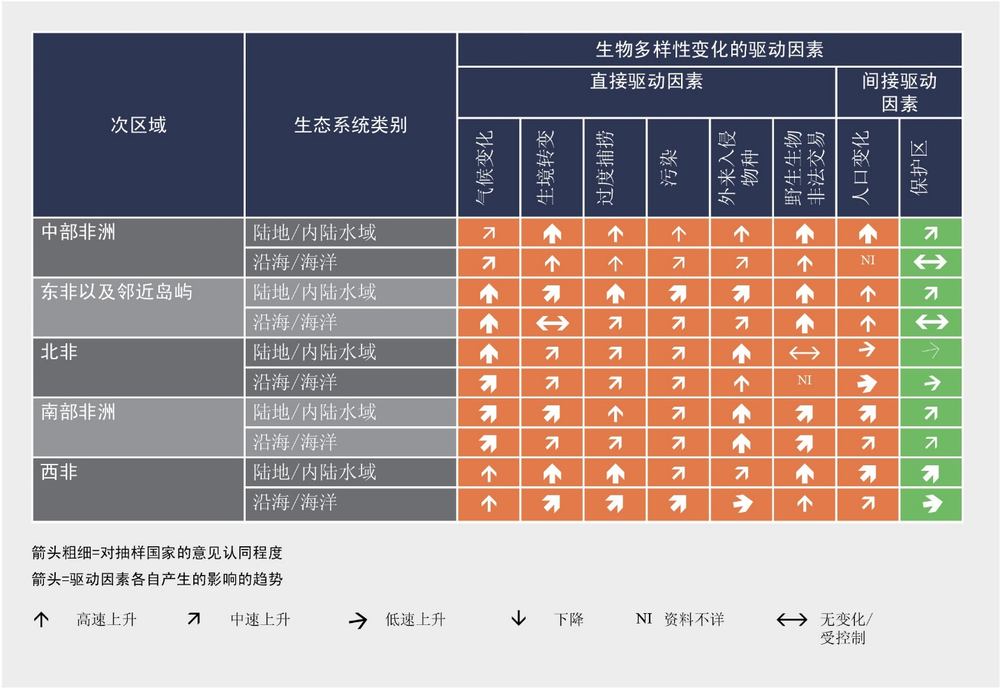 生物多样性变化的驱动因素
直接驱动因素
间接驱动
因素
次区域
生态系统类别
气候变化
生境转变
过度捕捞
污染
外来入侵
物种
野生生物
非法交易
人口变化
保护区
中部非洲
陆地/内陆水域
沿海/海洋
NI
东非以及邻近岛屿
陆地/内陆水域
沿海/海洋
北非
陆地/内陆水域
沿海/海洋
NI
南部非洲
陆地/内陆水域
沿海/海洋
西非
陆地/内陆水域
沿海/海洋
箭头粗细=对抽样国家的意见认同程度
箭头=驱动因素各自产生的影响的趋势
高速上升
中速上升
低速上升
下降
NI 资料不详
无变化/
受控制